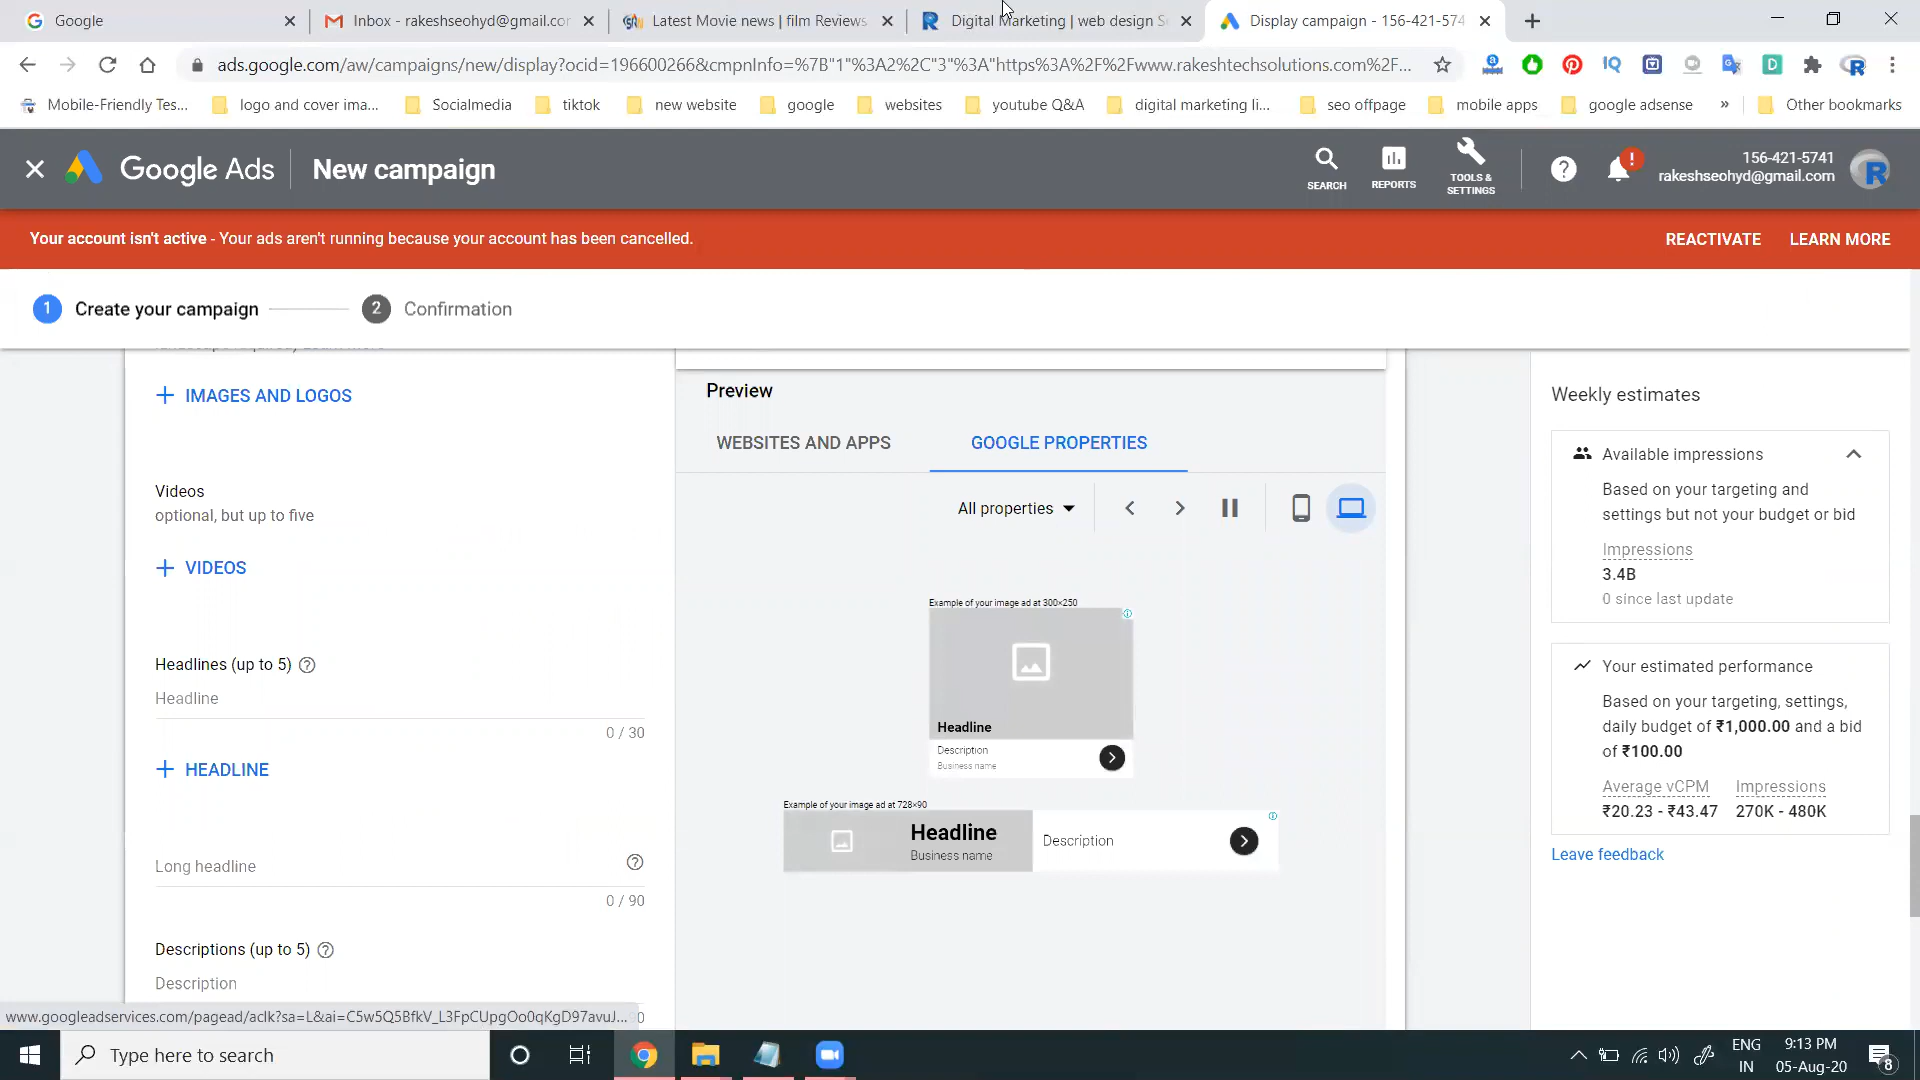 Google
Inbox - rakeshseohyd@gmail.co
Latest Movie news | film Reviews
Digital Marketing | web design S
Display campaign - 156-421-574
ads.google.com/aw/campaigns/new/display?ocid=196600266&cmpnInfo=%7B"1"%3A2%2C"3"%3A"https%3A%2F%2Fwww.rakeshtechsolutions.com%2F...
Mobile-Friendly Tes...
logo and cover ima...
Socialmedia
tiktok
new website
google
websites
youtube Q&A
digital marketing li...
seo offpage
mobile apps
google adsense
»
Other bookmarks
Google Ads
New campaign
SEARCH
REPORTS
TOOLS &
SETTINGS
156-421-5741
rakeshseohyd@gmail.com
Your account isn't active - Your ads aren't running because your account has been cancelled.
REACTIVATE
LEARN MORE
1 Create your campaign
2 Confirmation
+ IMAGES AND LOGOS
Videos
optional, but up to five
+ VIDEOS
Headlines (up to 5)
Headline
0 / 30
+ HEADLINE
Long headline
0 / 90
Descriptions (up to 5)
Description
Preview
WEBSITES AND APPS
GOOGLE PROPERTIES
All properties
Example of your image ad at 300×250
Headline
Description
Business name
Example of your image ad at 728×90
Headline
Business name
Description
Weekly estimates
Available impressions
Based on your targeting and
settings but not your budget or bid
Impressions
3.4B
0 since last update
Your estimated performance
Based on your targeting, settings,
daily budget of ₹1,000.00 and a bid
of ₹100.00
Average vCPM Impressions
₹20.23 - ₹43.47 270K - 480K
Leave feedback
www.googleadservices.com/pagead/aclk?sa=L&ai=C5w5Q5BfkV_L3FpCUpgOo0qKgD97avuJ...
Type here to search
ENG
IN
9:13 PM
05-Aug-20
8